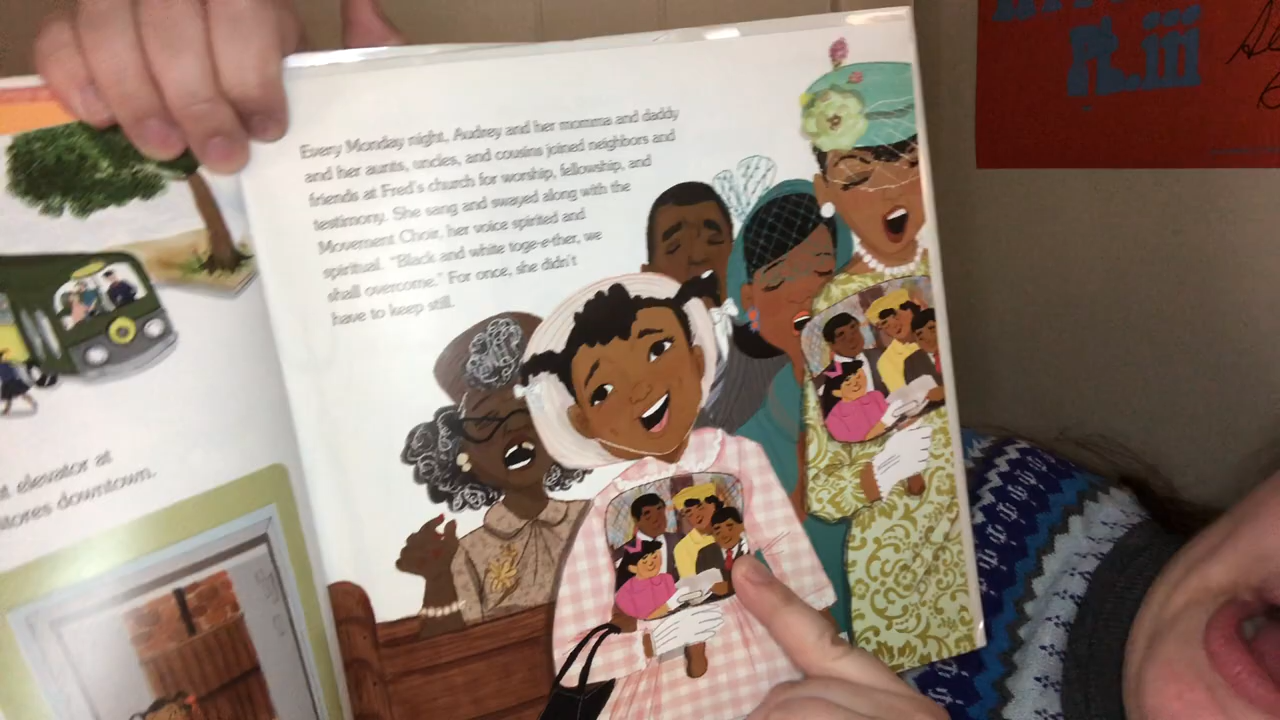 Every Monday night, Audrey and her momma and daddy
and her aunts, uncles, and cousins joined neighbors and
friends at Fred's church for worship, fellowship, and
testimony. She sang and swayed along with the
Movement Choir, her voice spirited and
spiritual. "Black and white toge-e-ther, we
shall overcome." For once, she didn't
have to keep still.
elevator at
stores downtown.